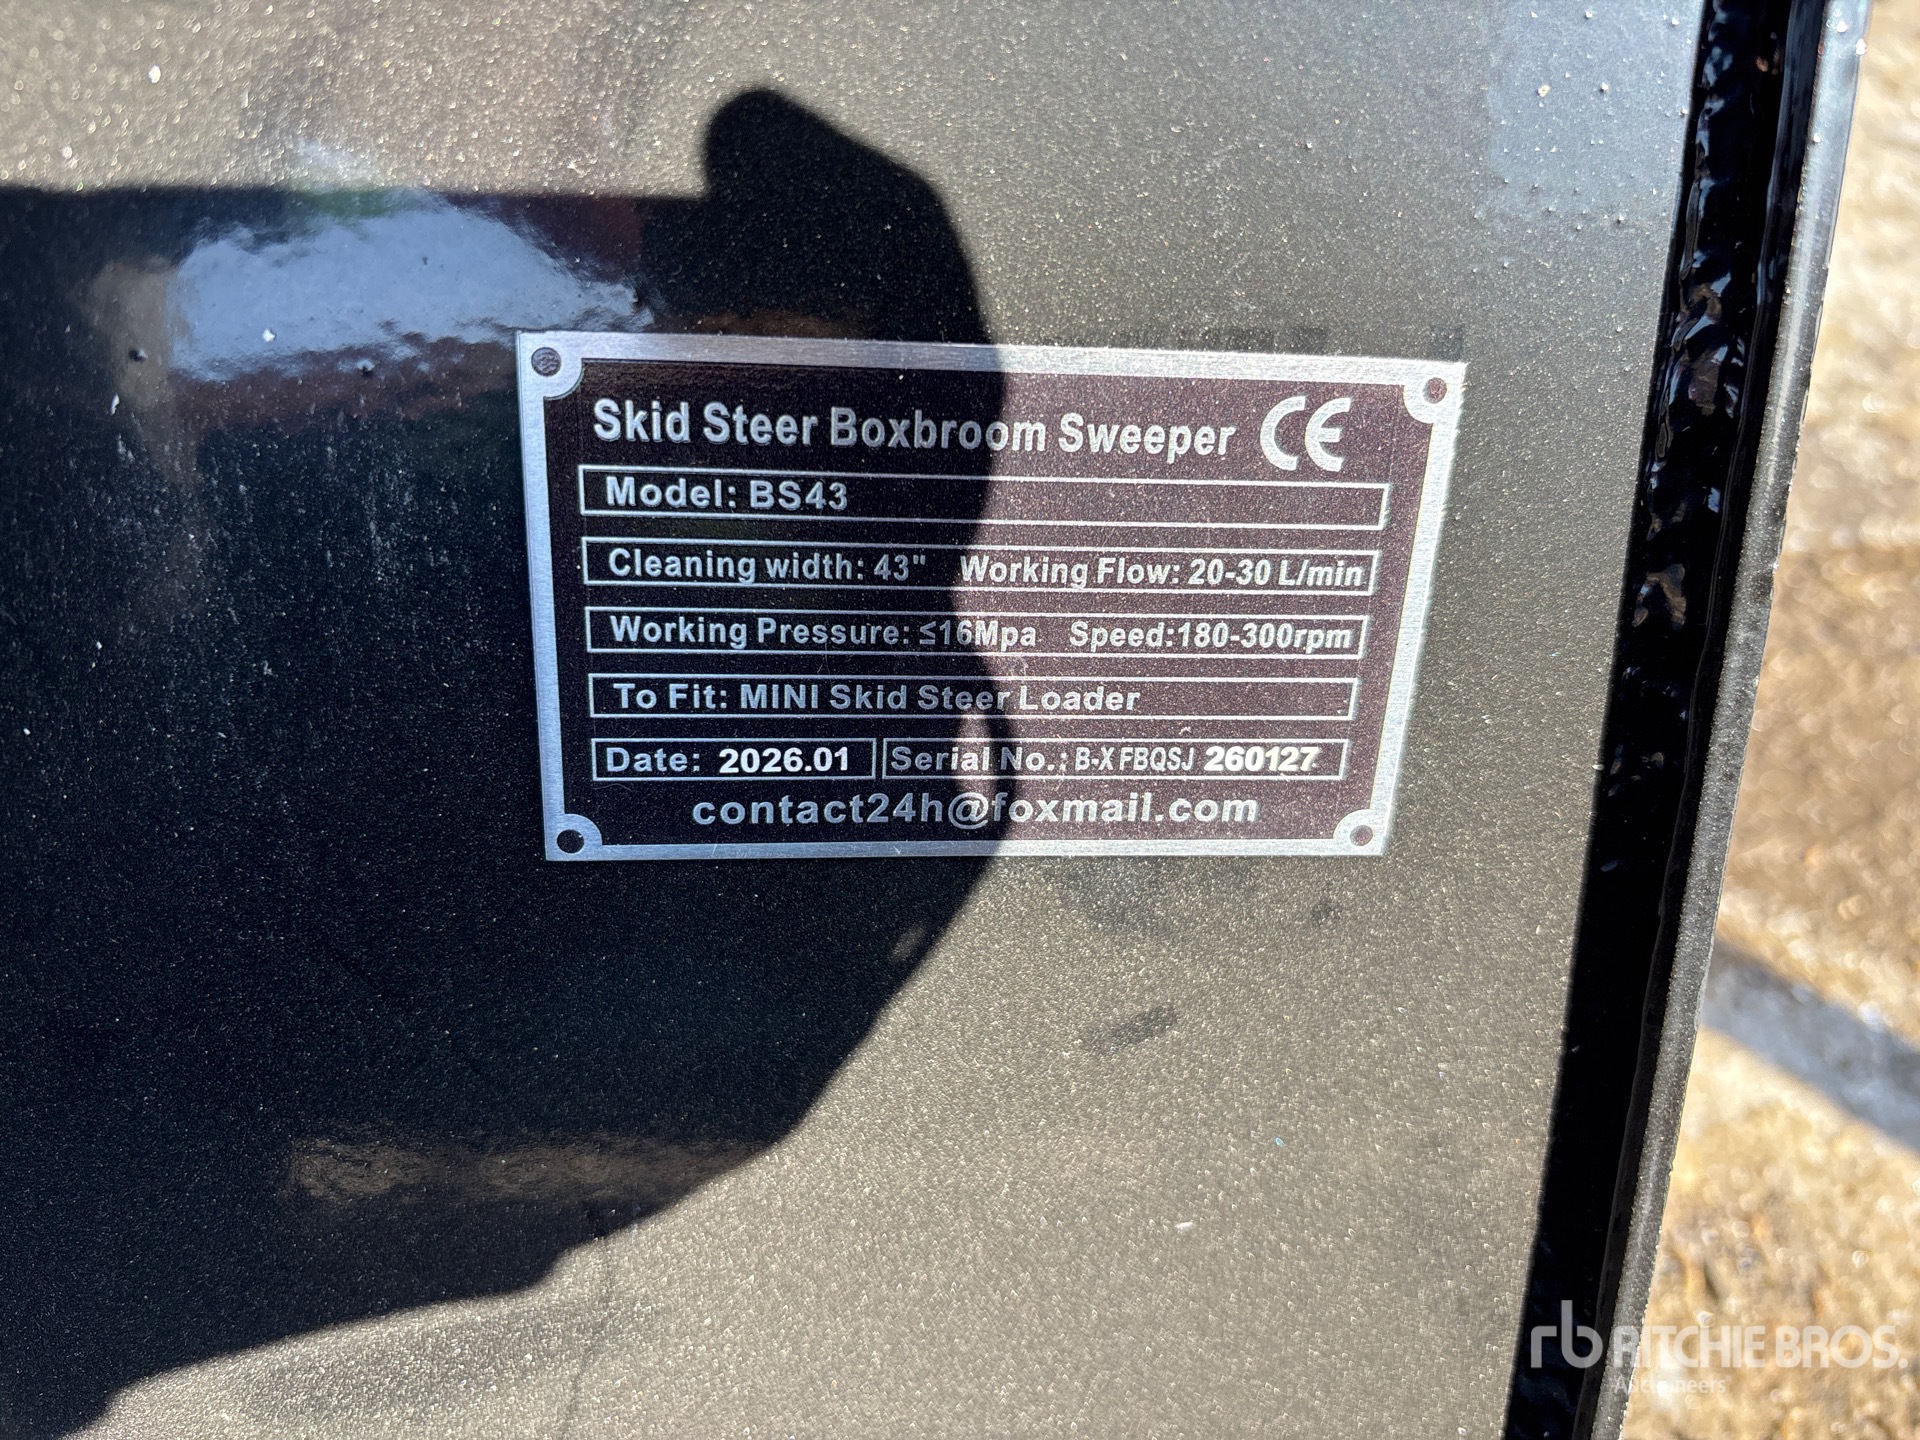 Skid Steer Boxbroom Sweeper CE
Model: BS43
Cleaning width: 43" Working Flow: 20-30 L/min
Working Pressure: ≤16Mpa Speed:180-300rpm
To Fit: MINI Skid Steer Loader
Date: 2026.01 Serial No.: B-X FBQSJ 260127
contact24h@foxmail.com
rb RITCHIE BROS.
Auctioneers